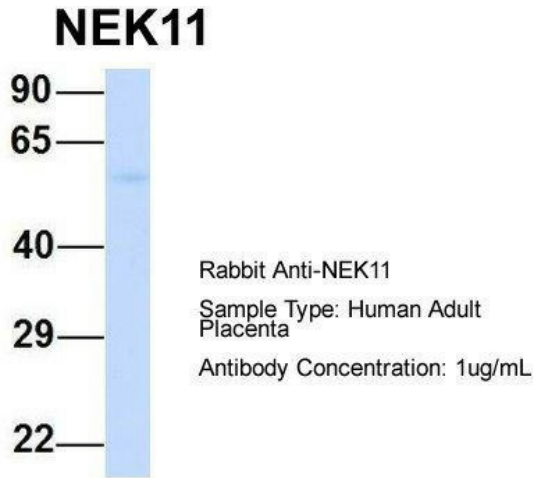 NEK11
90
65
40
29
22
Rabbit Anti-NEK11
Sample Type: Human Adult
Placenta
Antibody Concentration: 1ug/mL